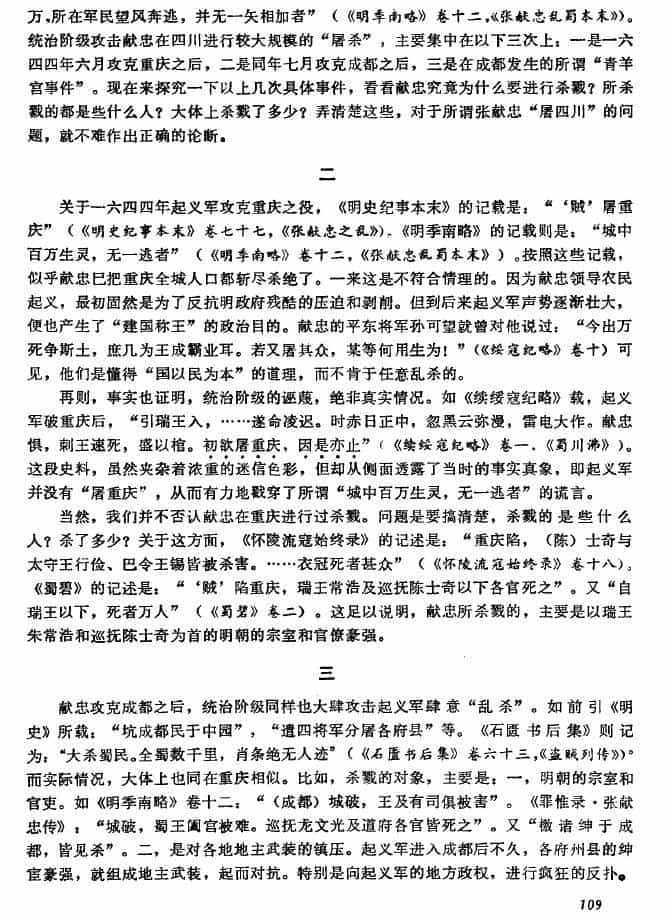 万,所在军民望风奔逃，并无一矢相加者”（《明季南略》卷十二,《张献忠乱蜀本末》）。
统治阶级攻击献忠在四川进行较大规模的“屠杀”，主要集中在以下三次上：一是一六
四四年六月攻克重庆之后，二是同年七月攻克成都之后，三是在成都发生的所谓“青羊
宫事件”。现在来探究一下以上几次具体事件，看看献忠究竟为什么要进行杀戮？所杀
戮的都是些什么人？大体上杀戮了多少？弄清楚这些，对于所谓张献忠“屠四川”的问
题，就不难作出正确的论断。
二
关于一六四四年起义军攻克重庆之役，《明史纪事本末》的记载是：“‘贼’屠重
庆”（《明史纪事本末》卷七十七，《张献忠之乱》）。《明季南略》的记载则是：“城中
百万生灵，无一逃者”（《明季南略》卷十二，《张献忠乱蜀本末》）。按照这些记载，
似乎献忠已把重庆全城人口都斩尽杀绝了。一来这是不符合情理的。因为献忠领导农民
起义，最初固然是为了反抗明政府残酷的压迫和剥削。但到后来起义军声势逐渐壮大，
便也产生了“建国称王”的政治目的。献忠的平东将军孙可望就曾对他说过：“今出万
死争斯土，庶几为王成霸业耳。若又屠其众，某等何用生为！”（《绥寇纪略》卷十）可
见，他们是懂得“国以民为本”的道理，而不肯于任意乱杀的。
再则，事实也证明，统治阶级的诬蔑，绝非真实情况。如《续绥寇纪略》载，起义
军破重庆后，“引瑞王入，……遂命凌迟。时赤日正中，忽黑云弥漫，雷电大作。献忠
惧，刺王速死，盛以棺。初欲屠重庆，因是亦止”（《续绥寇纪略》卷一，《蜀川沸》）。
这段史料，虽然夹杂着浓重的迷信色彩，但却从侧面透露了当时的事实真象，即起义军
并没有“屠重庆”，从而有力地戳穿了所谓“城中百万生灵，无一逃者”的谎言。
当然，我们并不否认献忠在重庆进行过杀戮。问题是要搞清楚，杀戮的是些什么
人？杀了多少？关于这方面，《怀陵流寇始终录》的记述是：“重庆陷，（陈）士奇与
太守王行俭、巴令王锡皆被杀害。……衣冠死者甚众”（《怀陵流寇始终录》卷十八）。
《蜀碧》的记述是：“‘贼’陷重庆，瑞王常浩及巡抚陈士奇以下各官死之”。又“自
瑞王以下，死者万人”（《蜀碧》卷二）。这足以说明，献忠所杀戮的，主要是以瑞王
朱常浩和巡抚陈士奇为首的明朝的宗室和官僚豪强。
三
献忠攻克成都之后，统治阶级同样也大肆攻击起义军肆意“乱杀”。如前引《明
史》所载：“坑成都民于中园”，“遣四将军分屠各府县”等。《石匮书后集》则记
为：“大杀蜀民。全蜀数千里，肖条绝无人迹”（《石匮书后集》卷六十三,《盗贼列传》）。
而实际情况，大体上也同在重庆相似。比如，杀戮的对象，主要是：一，明朝的宗室和
官吏。如《明季南略》卷十二：“（成都）城破，王及有司俱被害”。《罪惟录·张献
忠传》：“城破，蜀王阖宫被难。巡抚龙文光及道府各官皆死之”。又“檄诸绅于成
都，皆见杀”。二，是对各地地主武装的镇压。起义军进入成都后不久，各府州县的绅
宦豪强，就组成地主武装，起而对抗。特别是向起义军的地方政权，进行疯狂的反扑。
109